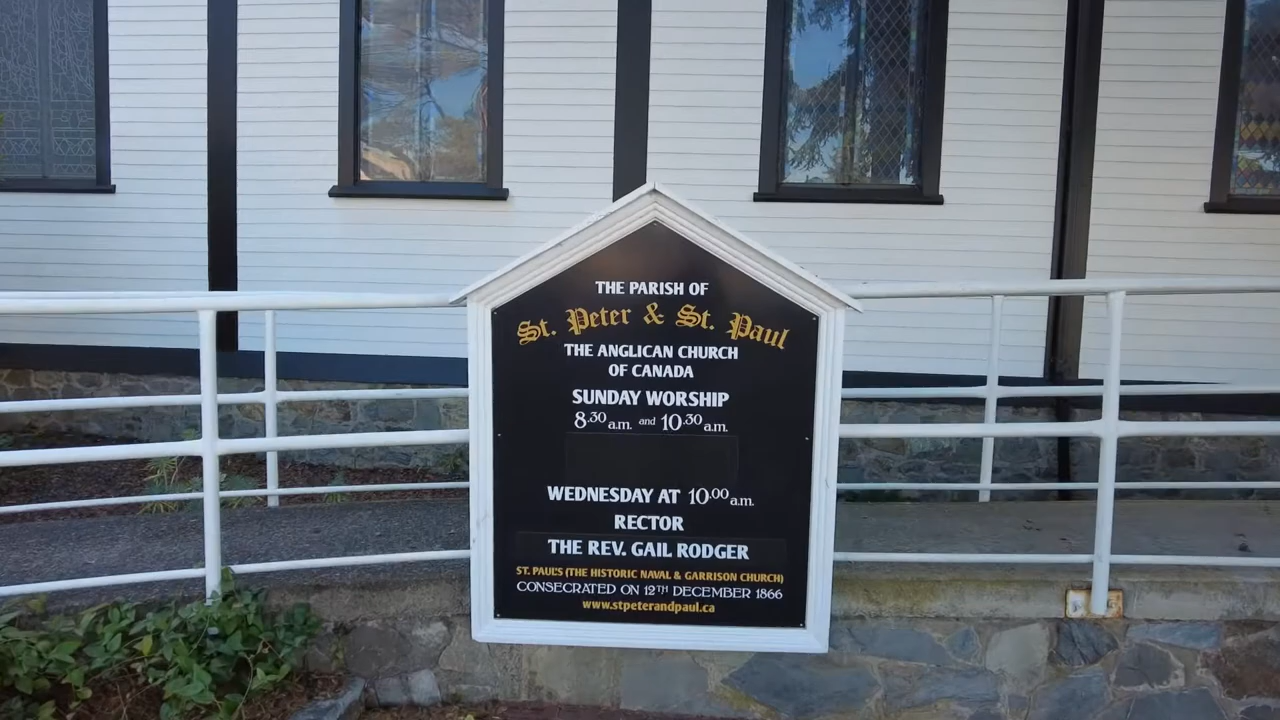 THE PARISH OF
St. Peter & St. Paul
THE ANGLICAN CHURCH
OF CANADA
SUNDAY WORSHIP
8.30 a.m. and 10.30 a.m.
WEDNESDAY AT 10.00 a.m.
RECTOR
THE REV. GAIL RODGER
ST. PAUL'S (THE HISTORIC NAVAL & GARRISON CHURCH)
CONSECRATED ON 12TH DECEMBER 1866
www.stpeterandpaul.ca